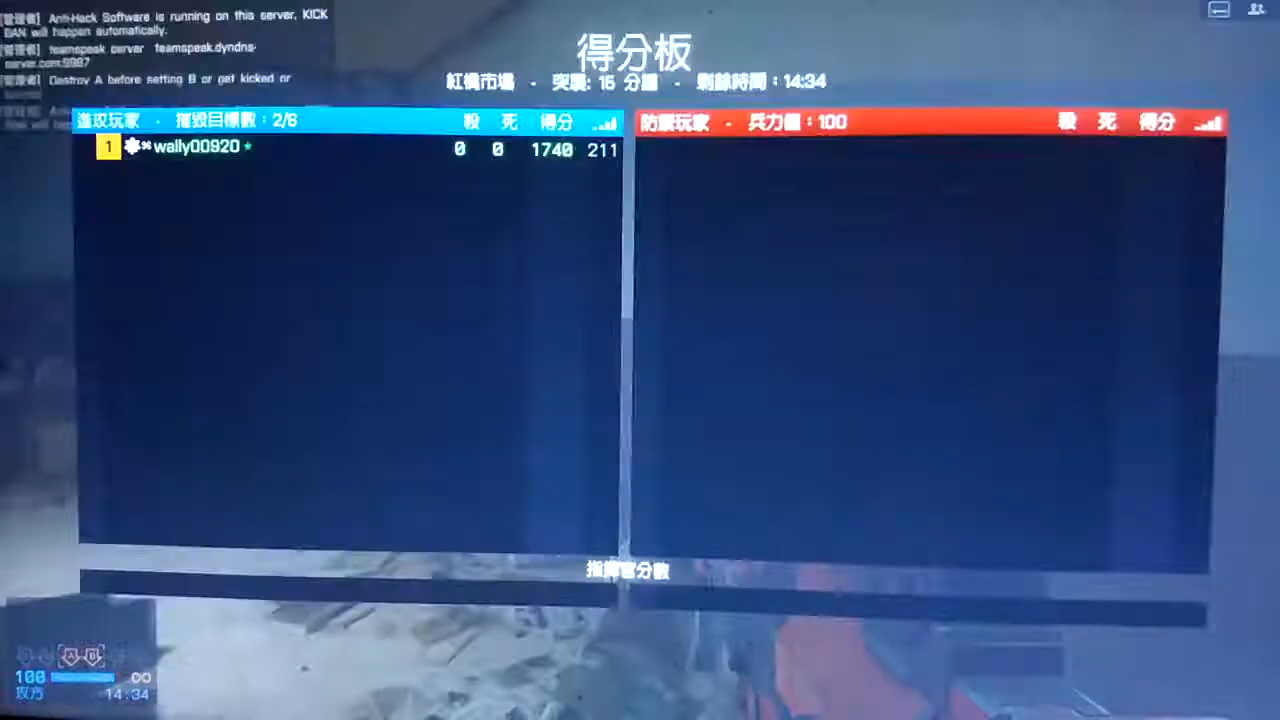 [管理者] Anti-Hack Software is running on this server, KICK
BAN will happen automatically.
[管理者] teamspeak server teamspeak.dyndns-
server.com:9987
[管理者] Destroy A before setting B or get kicked or
得分板
紅橋市場 - 突襲: 15 分鐘 - 剩餘時間：14:34
進攻玩家 - 摧毀目標數：2/6 殺 死 得分
防禦玩家 - 兵力值：100 殺 死 得分
1 wally00920 0 0 1740 211
指揮官分數
A B
100 ∞
攻方 14:34